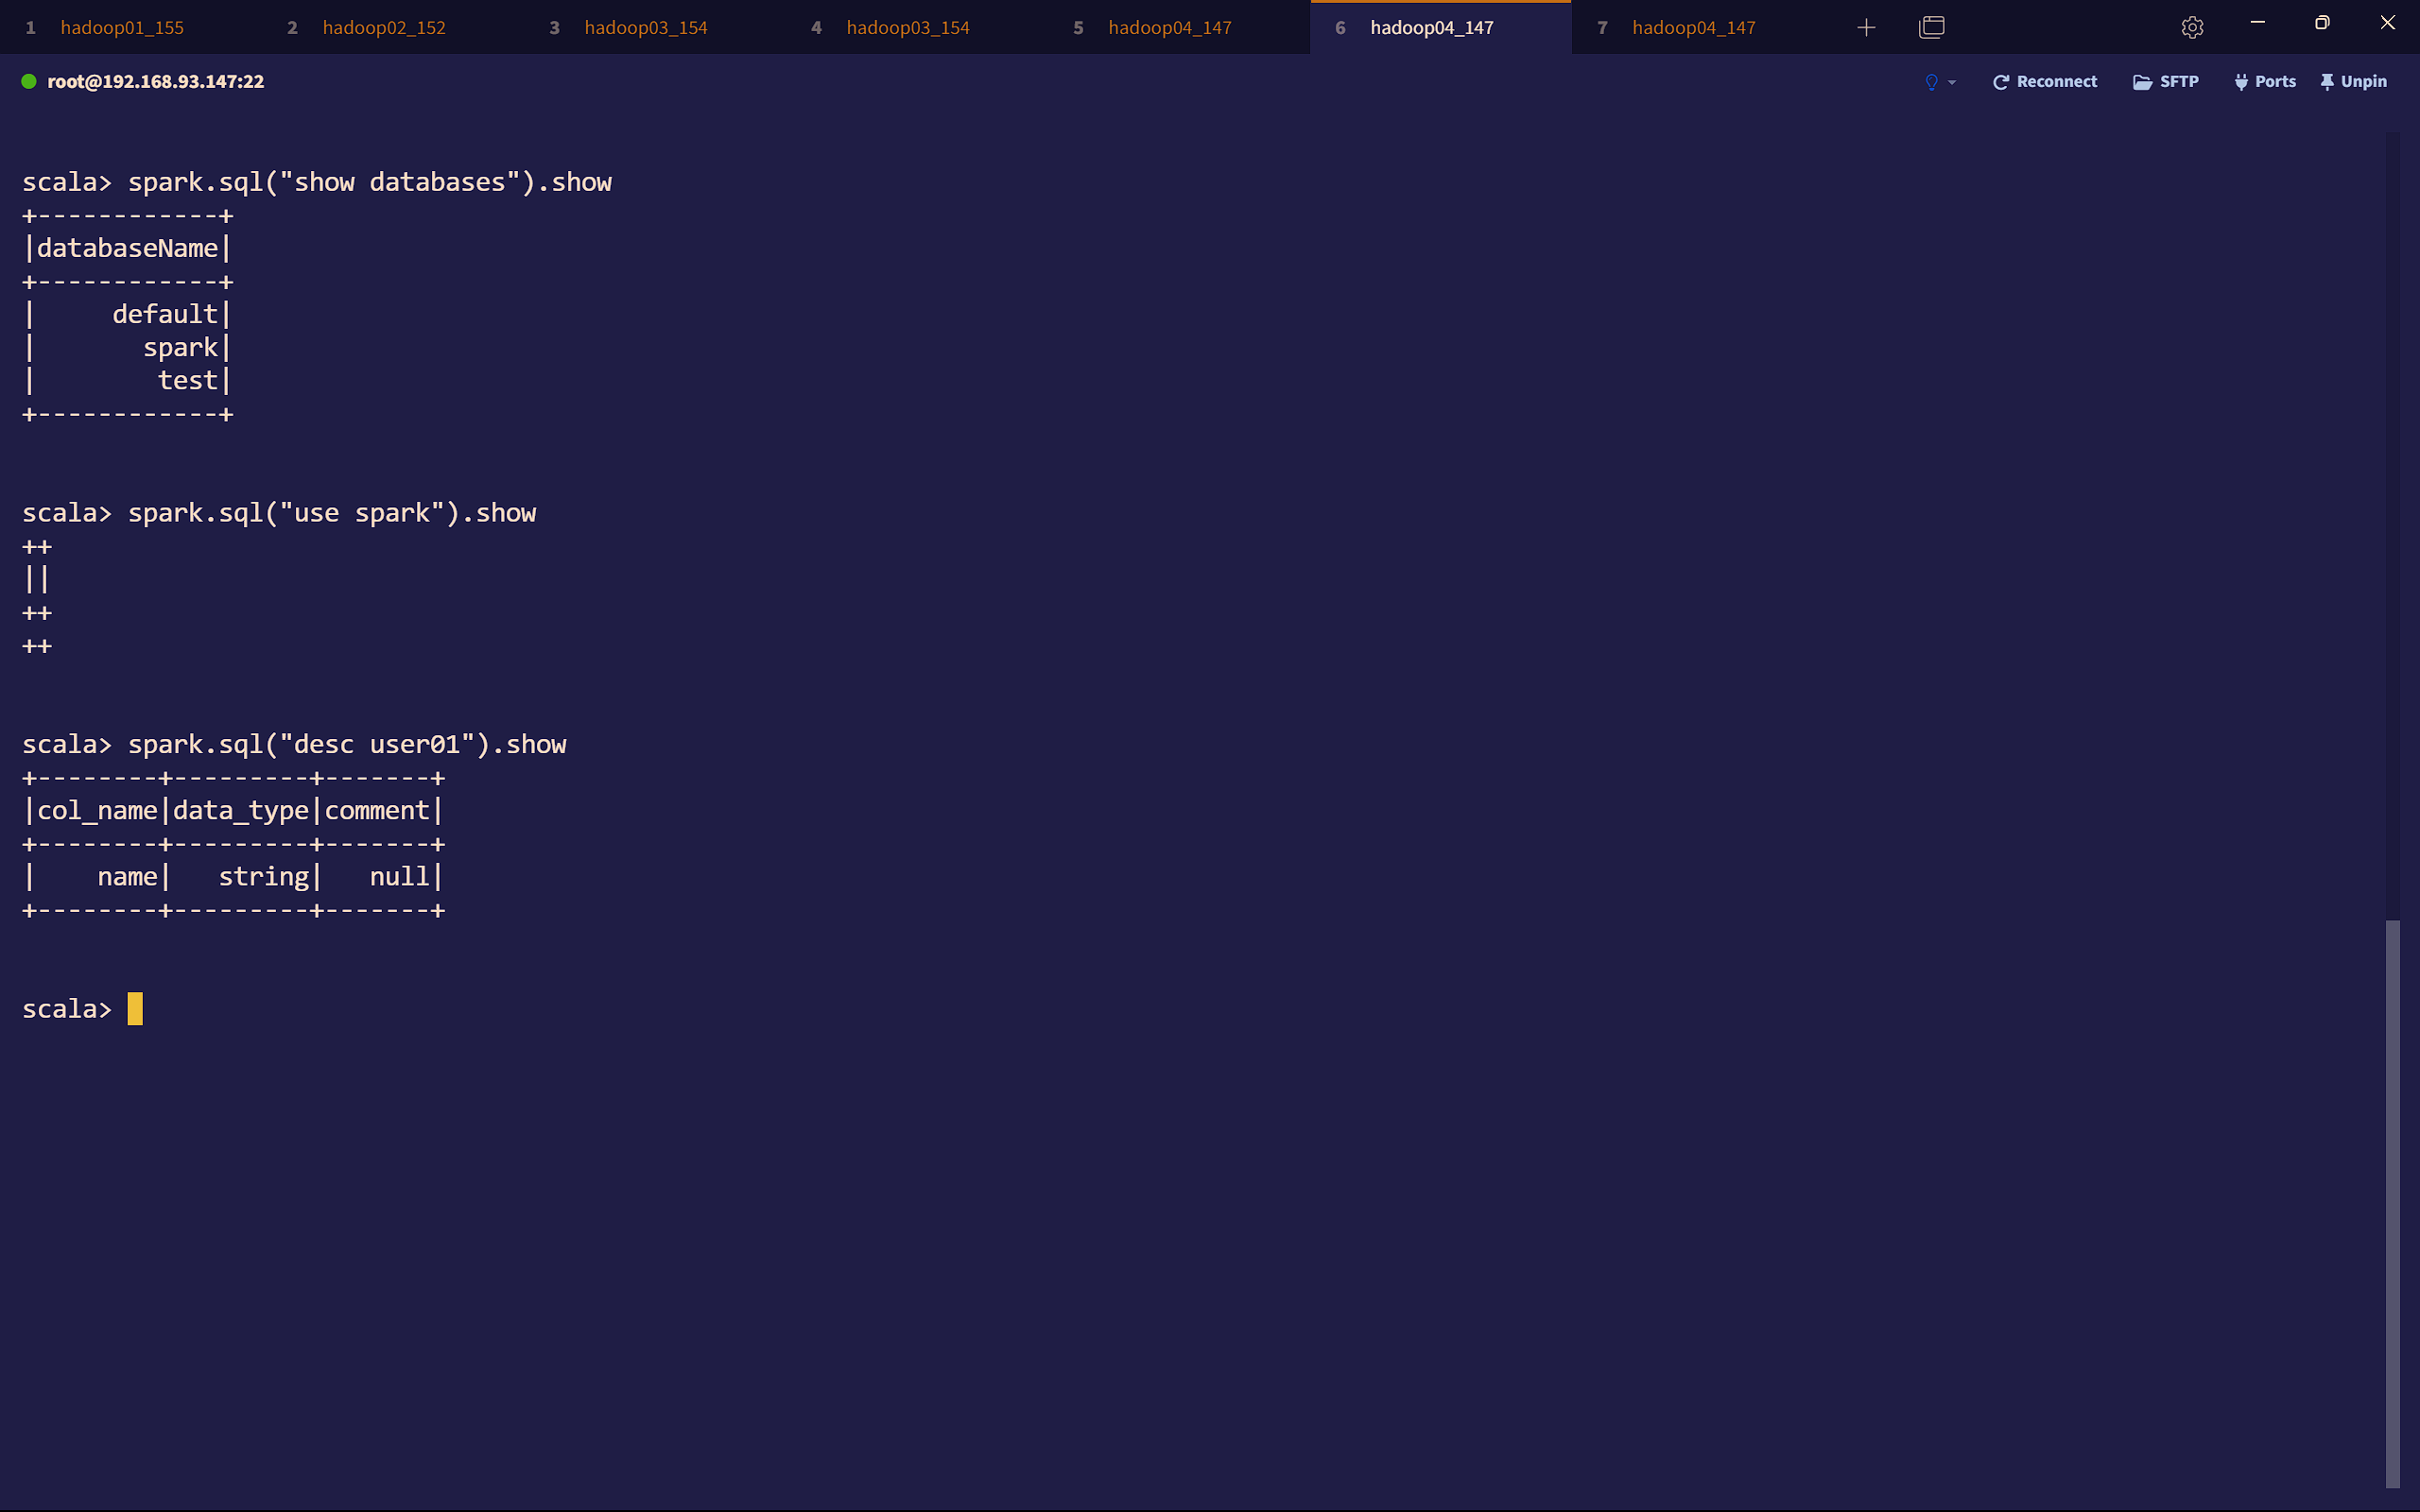 1 hadoop01_155 2 hadoop02_152 3 hadoop03_154 4 hadoop03_154 5 hadoop04_147 6 hadoop04_147 7 hadoop04_147
root@192.168.93.147:22 Reconnect SFTP Ports Unpin
scala> spark.sql("show databases").show
+------------+
|databaseName|
+------------+
|     default|
|       spark|
|        test|
+------------+
scala> spark.sql("use spark").show
++
||
++
++
scala> spark.sql("desc user01").show
+--------+---------+-------+
|col_name|data_type|comment|
+--------+---------+-------+
|    name|   string|   null|
+--------+---------+-------+
scala>